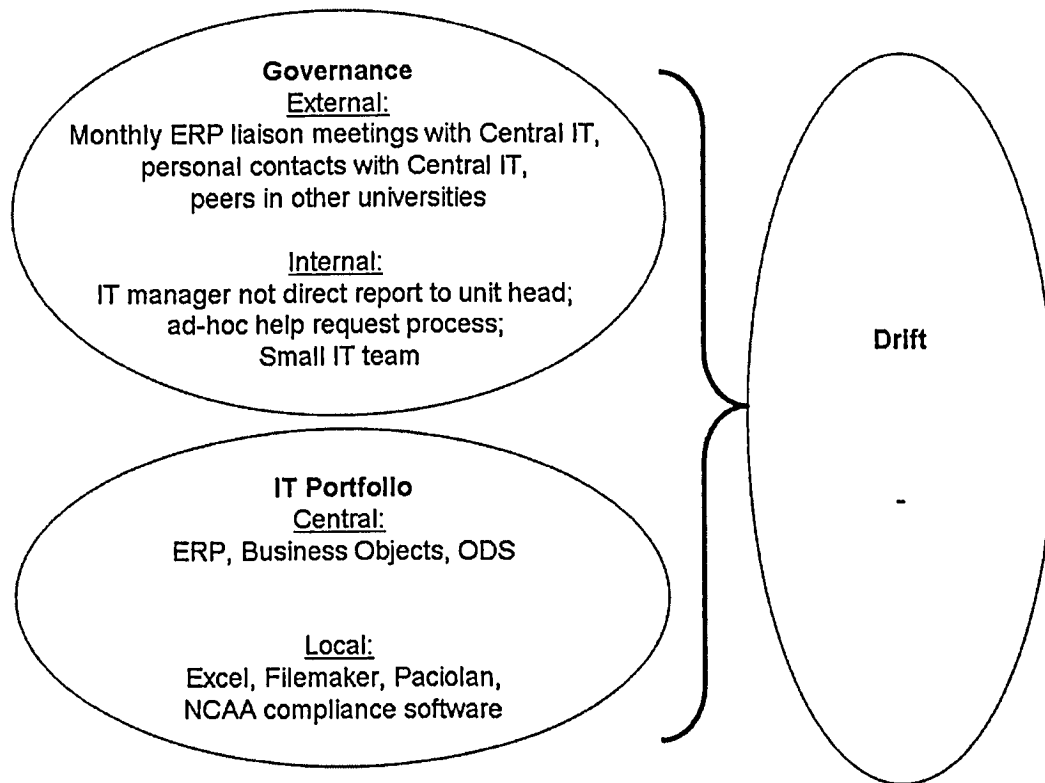 Governance
External:
Monthly ERP liaison meetings with Central IT,
personal contacts with Central IT,
peers in other universities
Internal:
IT manager not direct report to unit head;
ad-hoc help request process;
Small IT team
IT Portfolio
Central:
ERP, Business Objects, ODS
Local:
Excel, Filemaker, Paciolan,
NCAA compliance software
Drift
-